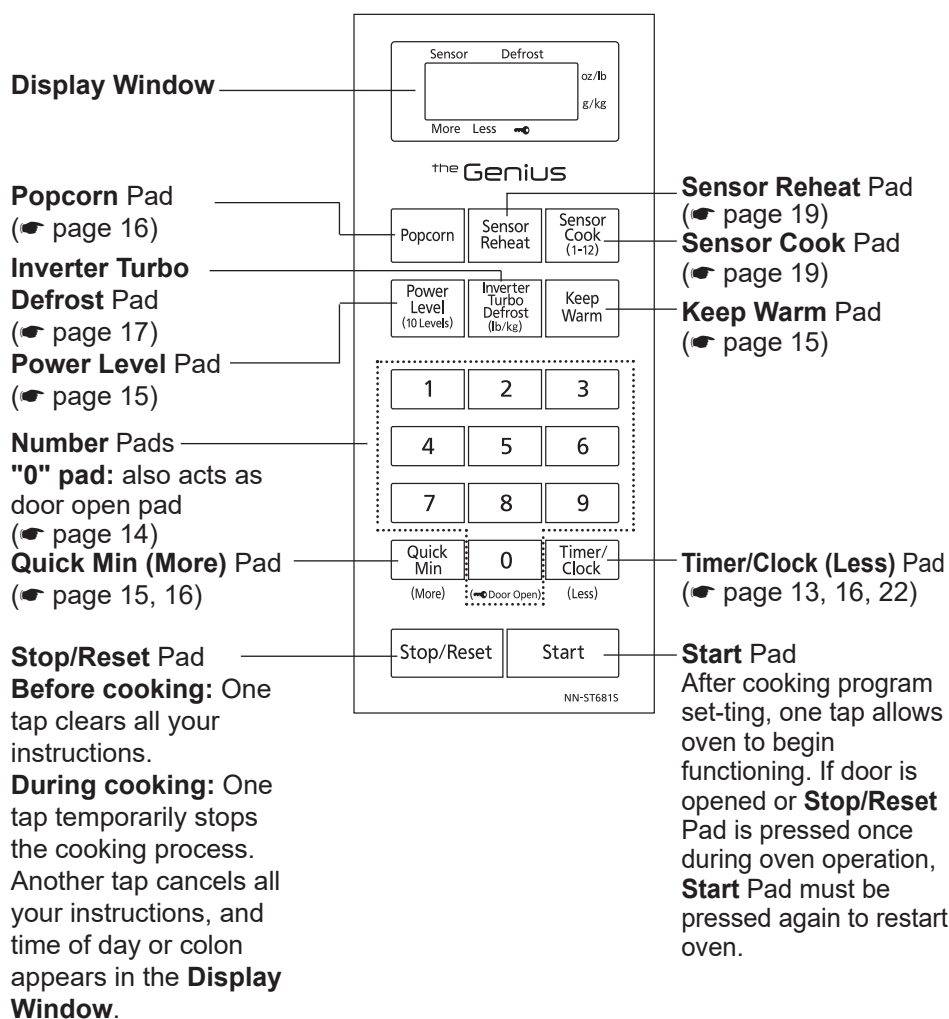 Display Window
Popcorn Pad
(☛ page 16)
Inverter Turbo
Defrost Pad
(☛ page 17)
Power Level Pad
(☛ page 15)
Number Pads
"0" pad: also acts as
door open pad
(☛ page 14)
Quick Min (More) Pad
(☛ page 15, 16)
Stop/Reset Pad
Before cooking: One
tap clears all your
instructions.
During cooking: One
tap temporarily stops
the cooking process.
Another tap cancels all
your instructions, and
time of day or colon
appears in the Display
Window.
Sensor Defrost
oz/lb
g/kg
More Less
the Genius
Popcorn
Sensor
Reheat
Sensor
Cook
(1-12)
Power
Level
(10 Levels)
Inverter
Turbo
Defrost
(lb/kg)
Keep
Warm
1 2 3
4 5 6
7 8 9
Quick
Min
(More)
0
(Door Open)
Timer/
Clock
(Less)
Stop/Reset
Start
NN-ST681S
Sensor Reheat Pad
(☛ page 19)
Sensor Cook Pad
(☛ page 19)
Keep Warm Pad
(☛ page 15)
Timer/Clock (Less) Pad
(☛ page 13, 16, 22)
Start Pad
After cooking program
set-ting, one tap allows
oven to begin
functioning. If door is
opened or Stop/Reset
Pad is pressed once
during oven operation,
Start Pad must be
pressed again to restart
oven.